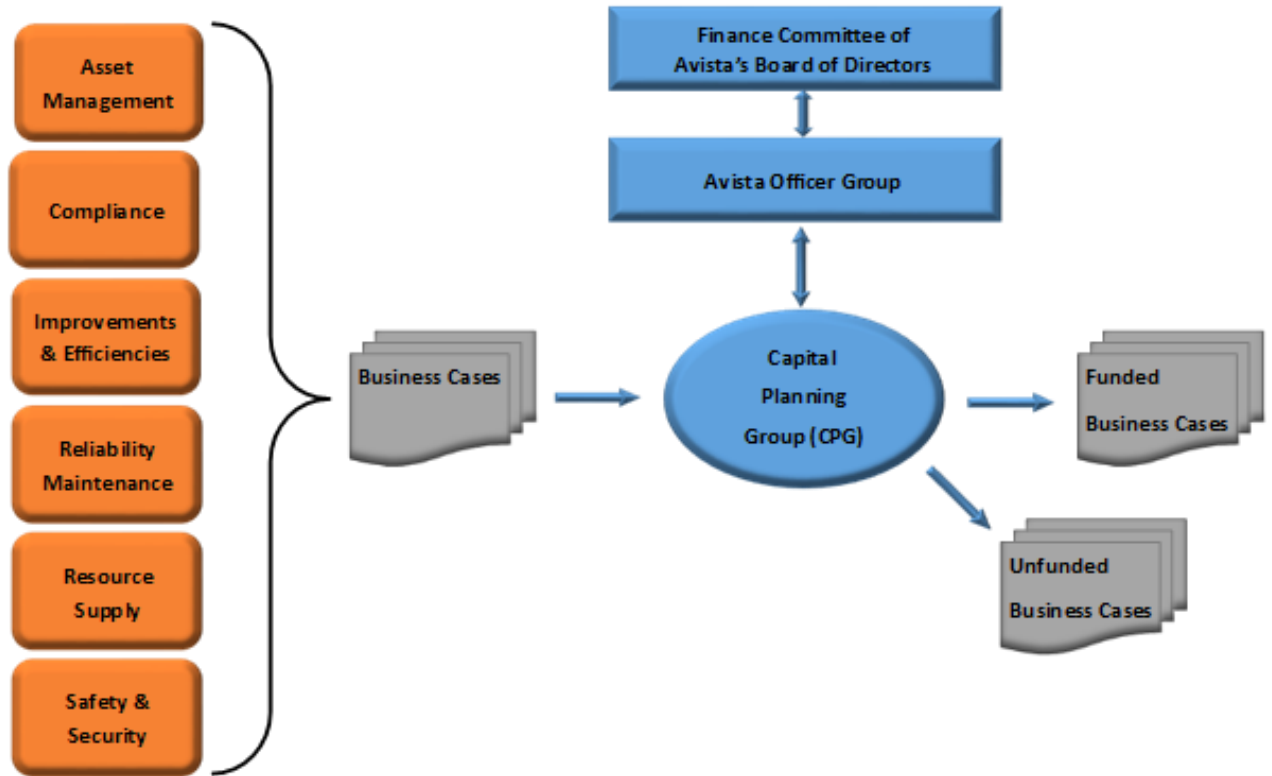 Asset
Management
Compliance
Improvements
& Efficiencies
Reliability
Maintenance
Resource
Supply
Safety &
Security
Business Cases
Finance Committee of
Avista's Board of Directors
Avista Officer Group
Capital
Planning
Group (CPG)
Funded
Business Cases
Unfunded
Business Cases